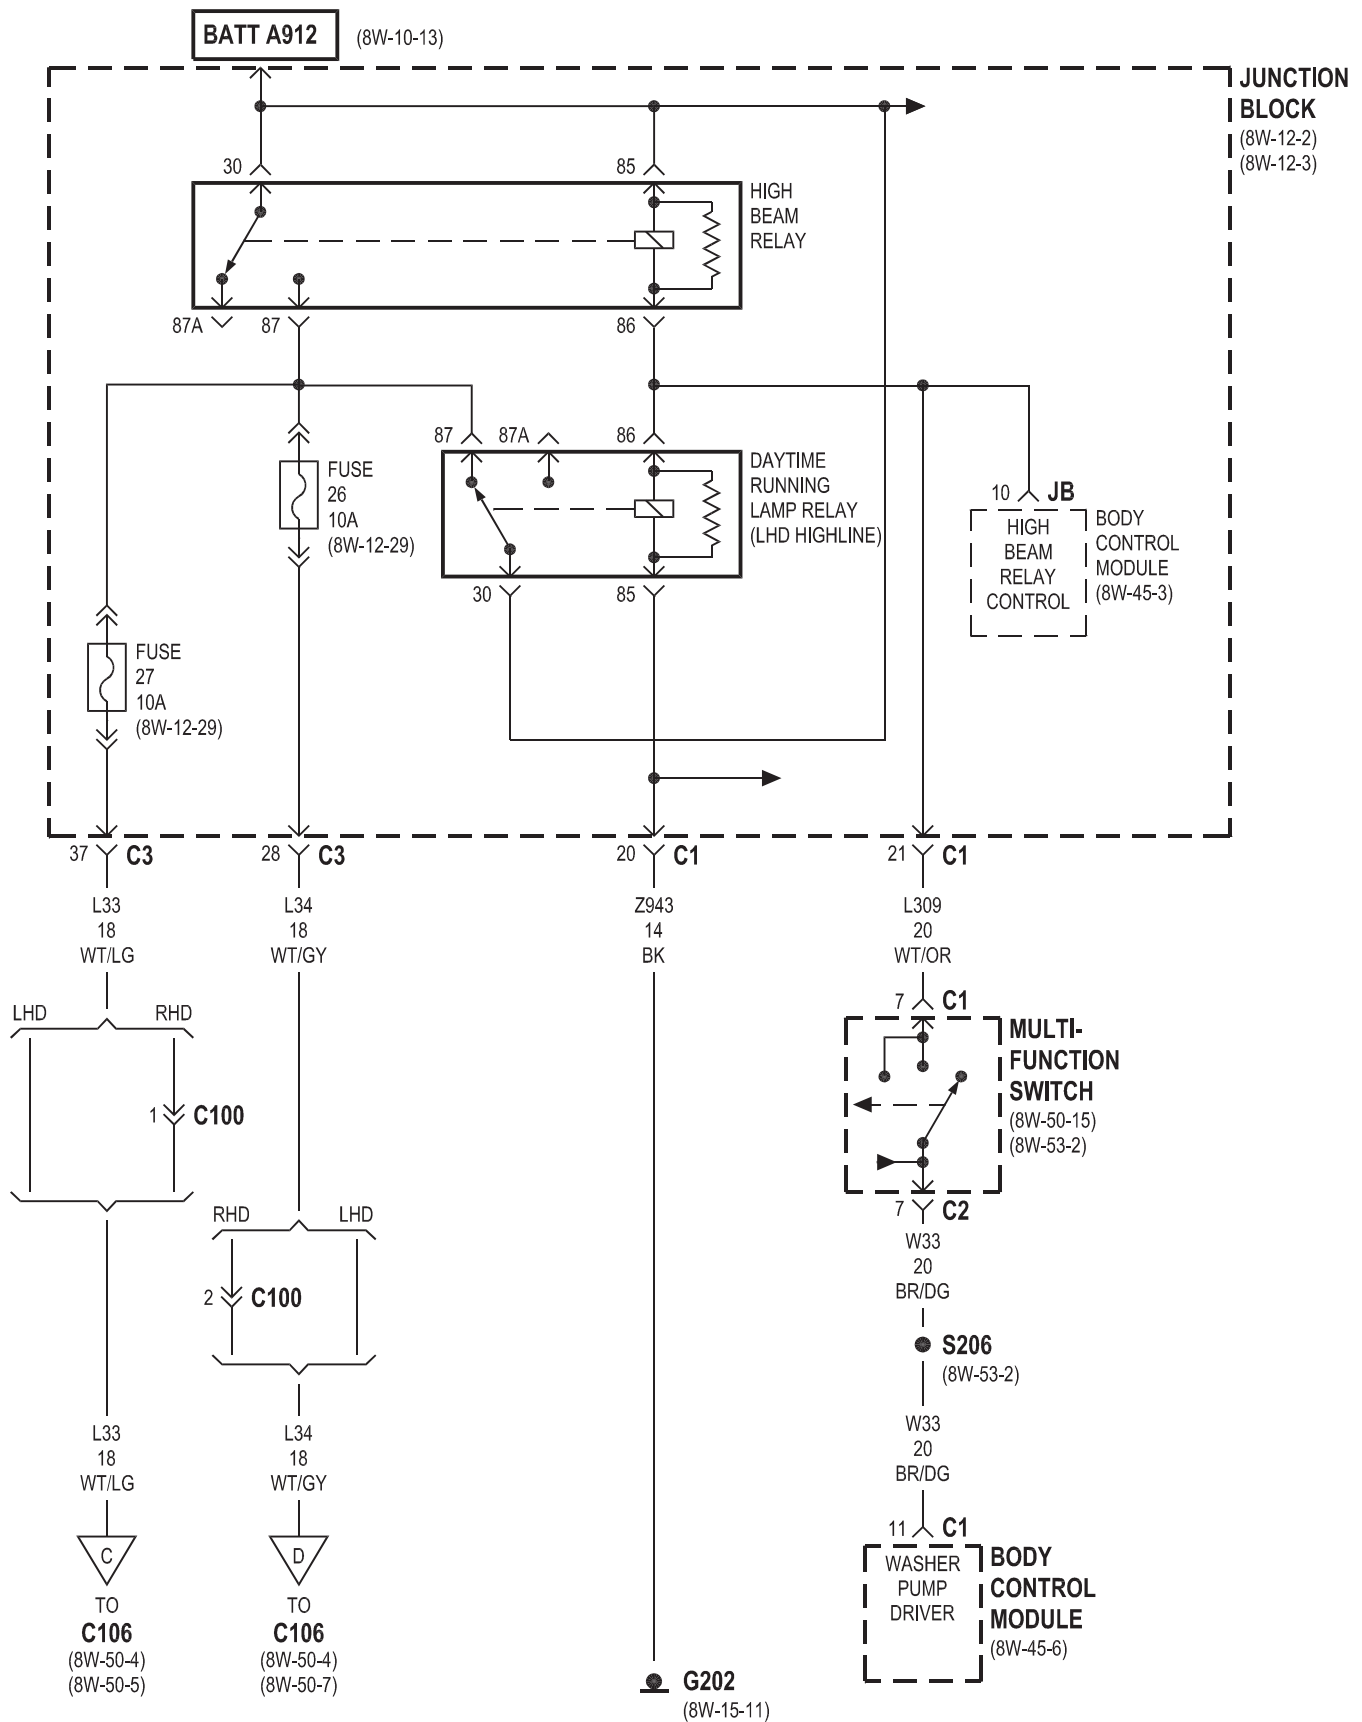 BATT A912
(8W-10-13)
JUNCTION
BLOCK
(8W-12-2)
(8W-12-3)
30
85
HIGH
BEAM
RELAY
87A
87
86
87
87A
86
DAYTIME
RUNNING
LAMP RELAY
(LHD HIGHLINE)
FUSE
26
10A
(8W-12-29)
10
JB
HIGH
BEAM
RELAY
CONTROL
BODY
CONTROL
MODULE
(8W-45-3)
30
85
FUSE
27
10A
(8W-12-29)
37
C3
28
C3
20
C1
21
C1
L33
18
WT/LG
L34
18
WT/GY
Z943
14
BK
L309
20
WT/OR
LHD
RHD
7
C1
MULTI-
FUNCTION
SWITCH
(8W-50-15)
(8W-53-2)
1
C100
7
C2
RHD
LHD
W33
20
BR/DG
2
C100
S206
(8W-53-2)
L33
18
WT/LG
L34
18
WT/GY
W33
20
BR/DG
11
C1
C
D
WASHER
PUMP
DRIVER
BODY
CONTROL
MODULE
(8W-45-6)
TO
C106
(8W-50-4)
(8W-50-5)
TO
C106
(8W-50-4)
(8W-50-7)
G202
(8W-15-11)